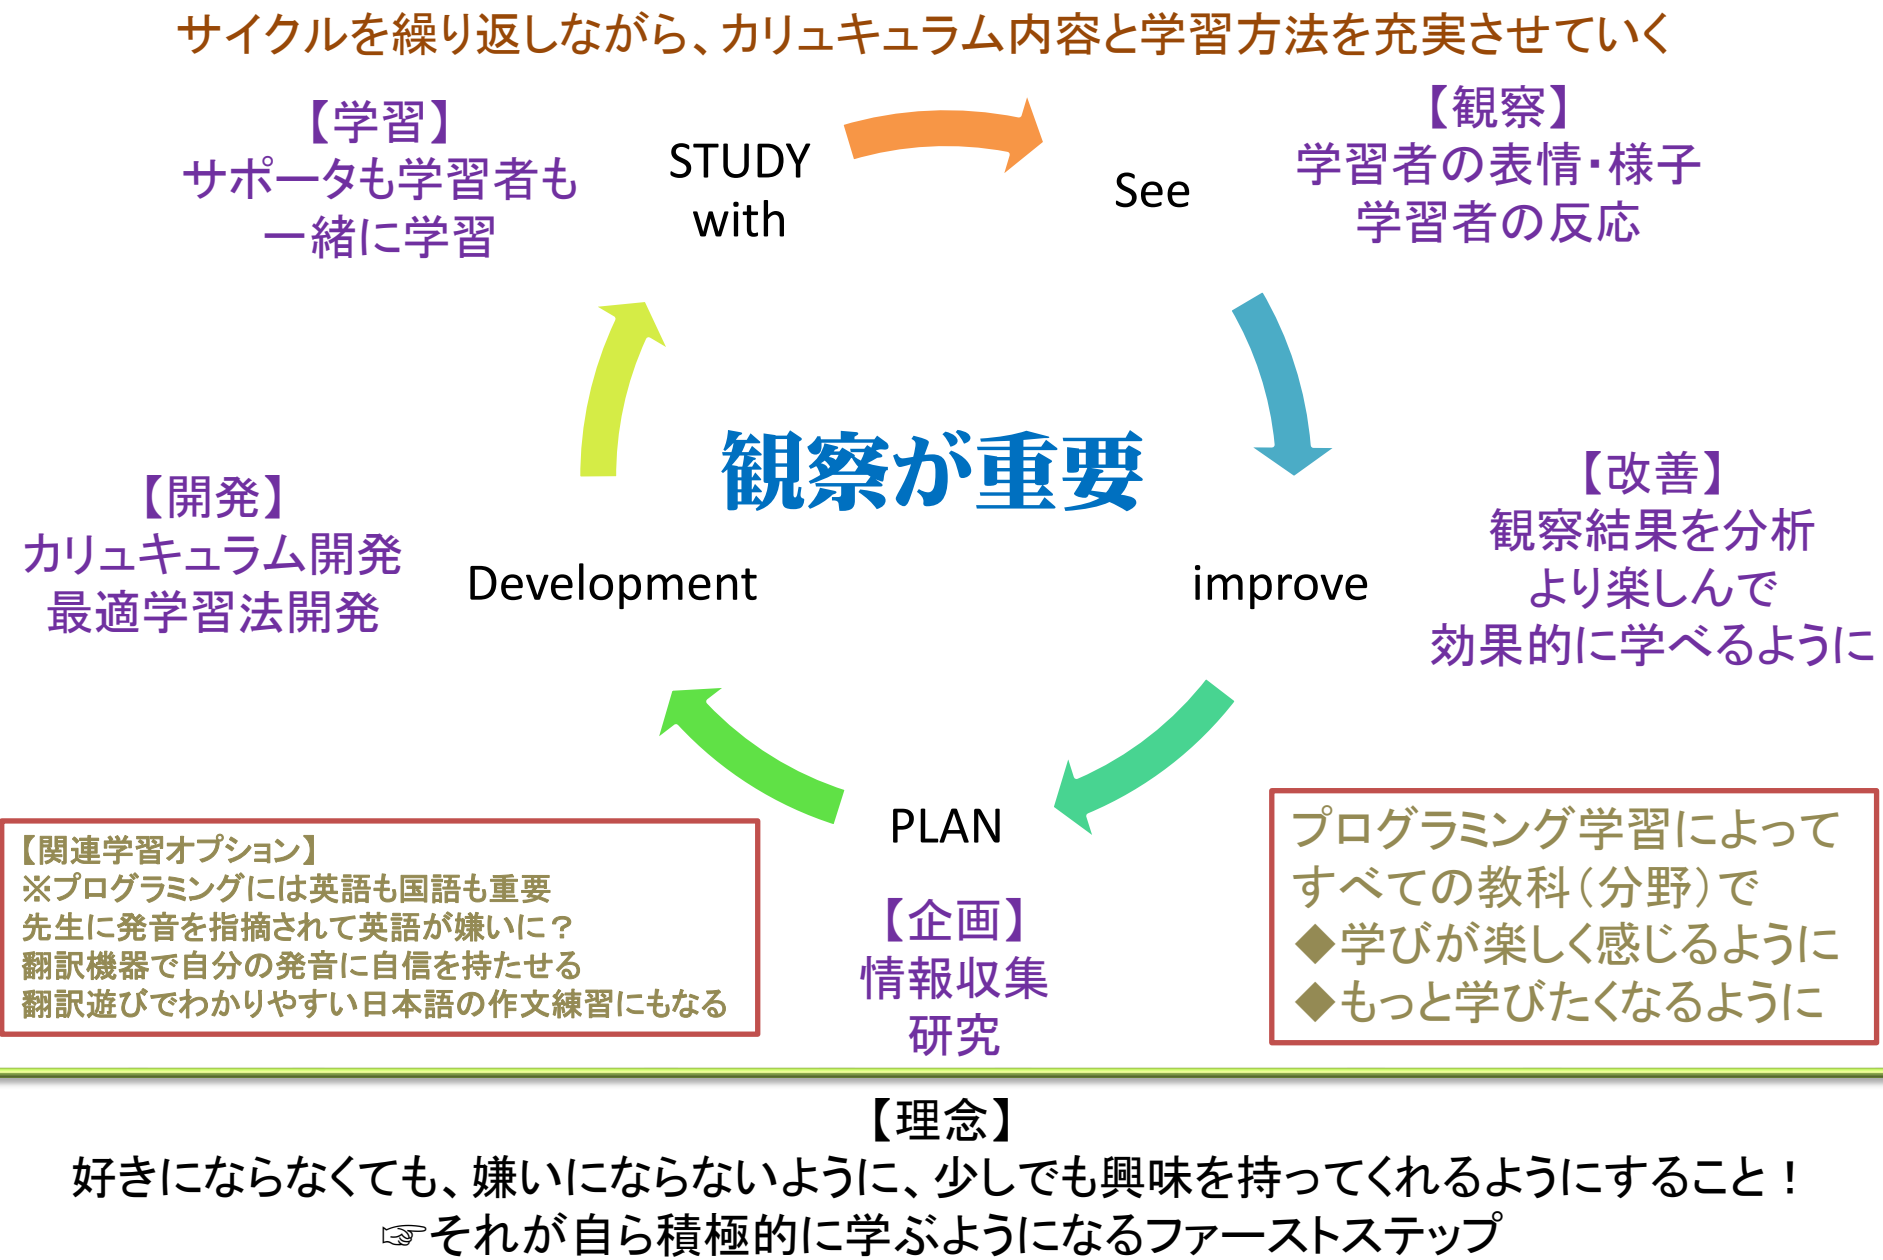 サイクルを繰り返しながら、カリュキュラム内容と学習方法を充実させていく
【学習】
サポータも学習者も
一緒に学習
STUDY
with
See
【観察】
学習者の表情・様子
学習者の反応
観察が重要
【開発】
カリュキュラム開発
最適学習法開発
Development
improve
【改善】
観察結果を分析
より楽しんで
効果的に学べるように
PLAN
【企画】
情報収集
研究
【関連学習オプション】
※プログラミングには英語も国語も重要
先生に発音を指摘されて英語が嫌いに？
翻訳機器で自分の発音に自信を持たせる
翻訳遊びでわかりやすい日本語の作文練習にもなる
プログラミング学習によって
すべての教科（分野）で
◆学びが楽しく感じるように
◆もっと学びたくなるように
【理念】
好きにならなくても、嫌いにならないように、少しでも興味を持ってくれるようにすること！
☞それが自ら積極的に学ぶようになるファーストステップ